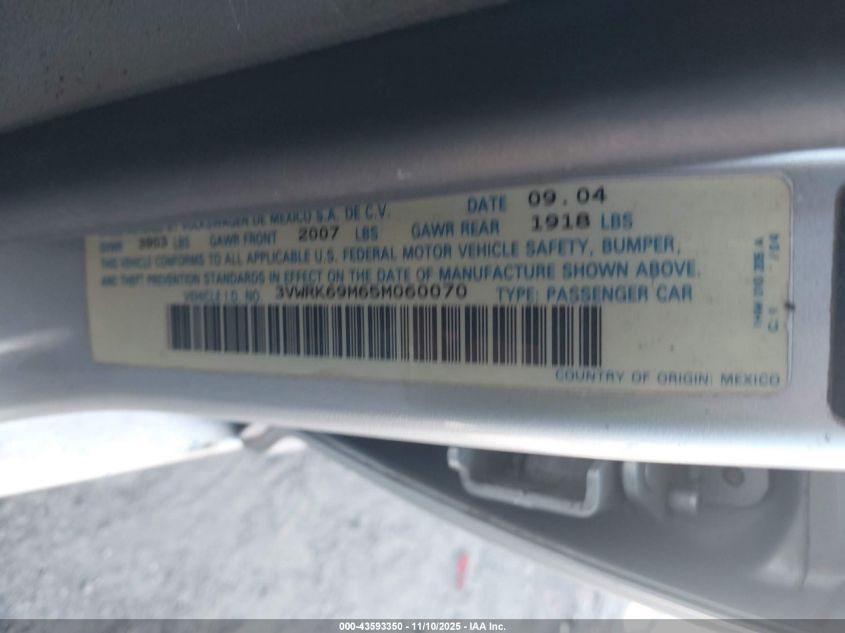 VOLKSWAGEN DE MEXICO S.A. DE C.V. DATE 09.04
GVWR 3903 LBS GAWR FRONT 2007 LBS GAWR REAR 1918 LBS
THIS VEHICLE CONFORMS TO ALL APPLICABLE U.S. FEDERAL MOTOR VEHICLE SAFETY, BUMPER,
AND THEFT PREVENTION STANDARDS IN EFFECT ON THE DATE OF MANUFACTURE SHOWN ABOVE.
VEHICLE I.D. NO. 3VWRK69M65M060070 TYPE: PASSENGER CAR
COUNTRY OF ORIGIN: MEXICO
000-43593350 - 11/10/2025 - IAA Inc.